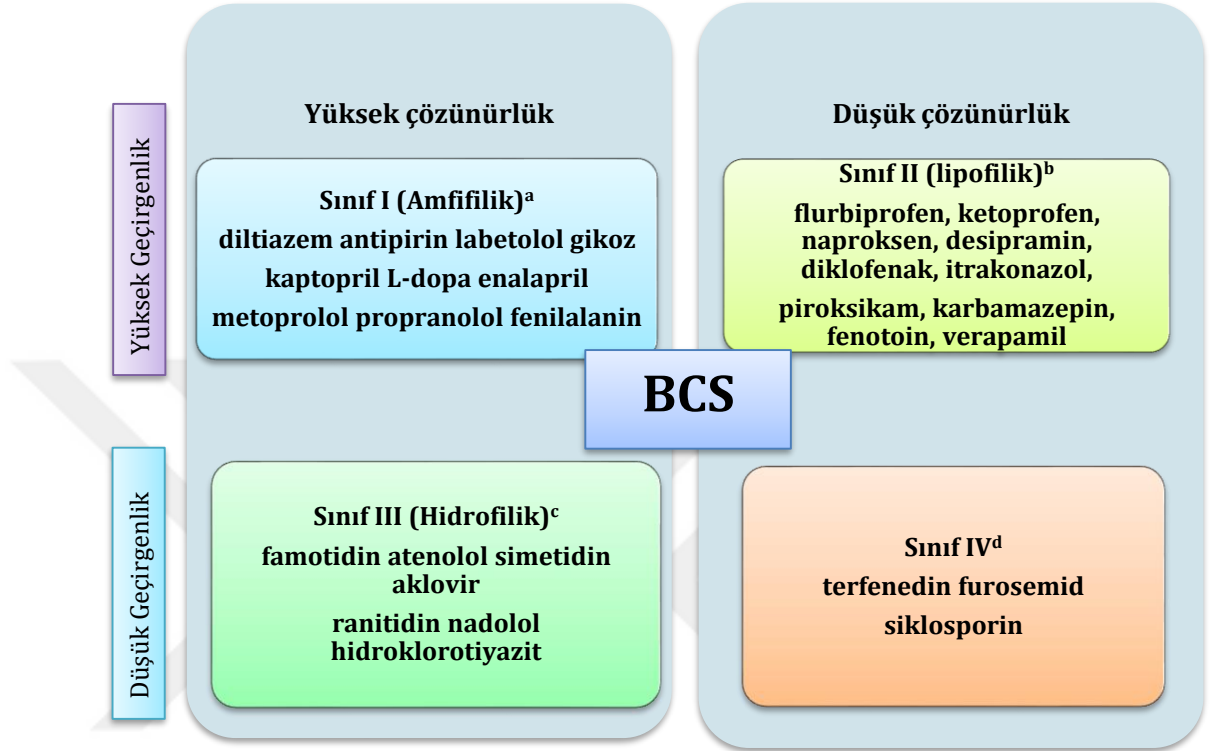 Yüksek çözünürlük
Düşük çözünürlük
Yüksek Geçirgenlik
Sınıf I (Amfifilik)ᵃ
diltiazem antipirin labetolol gikoz
kaptopril L-dopa enalapril
metoprolol propranolol fenilalanin
Sınıf II (lipofilik)ᵇ
flurbiprofen, ketoprofen,
naproksen, desipramin,
diklofenak, itrakonazol,
piroksikam, karbamazepin,
fenotoin, verapamil
BCS
Düşük Geçirgenlik
Sınıf III (Hidrofilik)ᶜ
famotidin atenolol simetidin
aklovir
ranitidin nadolol
hidroklorotiyazit
Sınıf IVᵈ
terfenedin furosemid
siklosporin